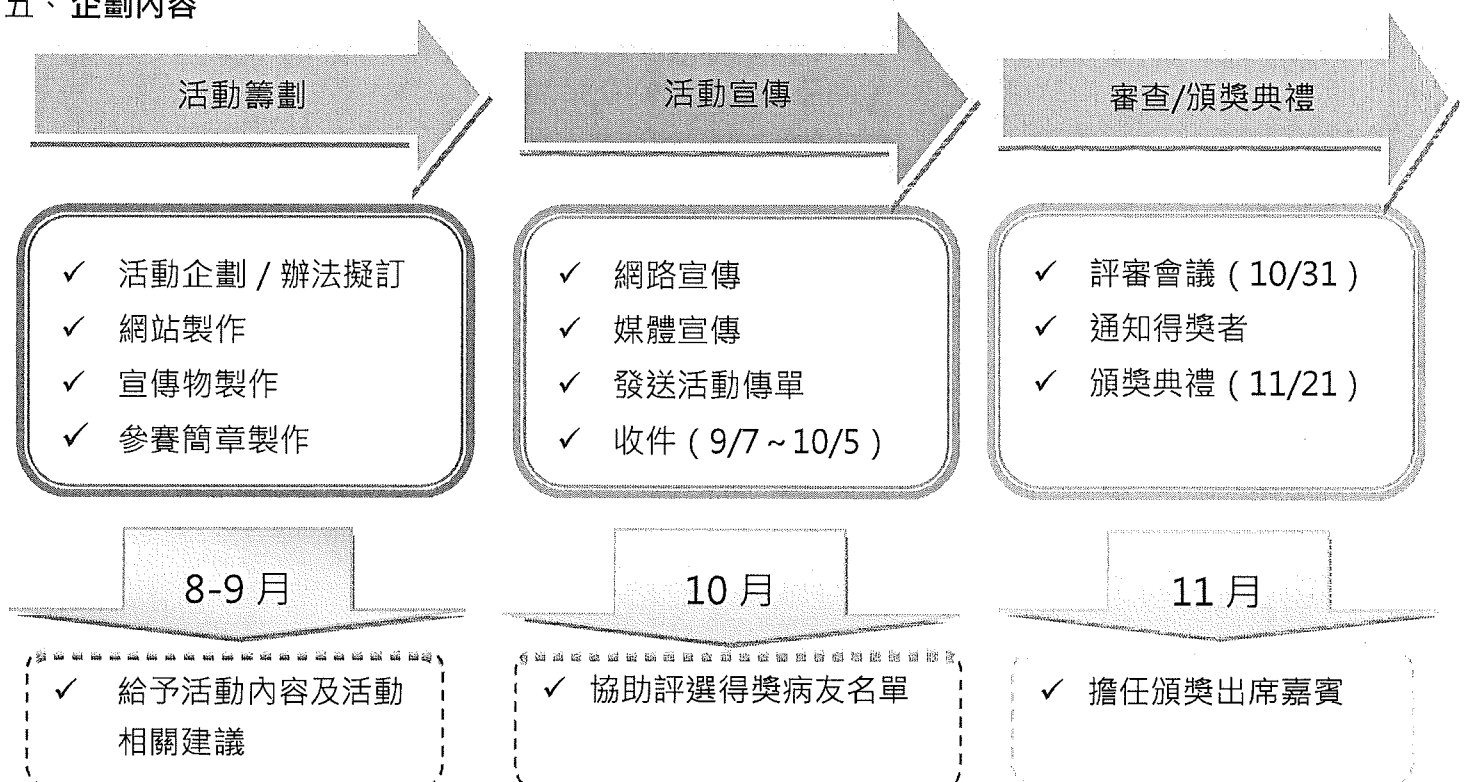 五、企劃內容
活動籌劃
活動宣傳
審查/頒獎典禮
✓ 活動企劃 / 辦法擬訂
✓ 網站製作
✓ 宣傳物製作
✓ 參賽簡章製作
✓ 網路宣傳
✓ 媒體宣傳
✓ 發送活動傳單
✓ 收件 ( 9/7 ~ 10/5 )
✓ 評審會議 ( 10/31 )
✓ 通知得獎者
✓ 頒獎典禮 ( 11/21 )
8-9 月
10 月
11 月
✓ 給予活動內容及活動
相關建議
✓ 協助評選得獎病友名單
✓ 擔任頒獎出席嘉賓